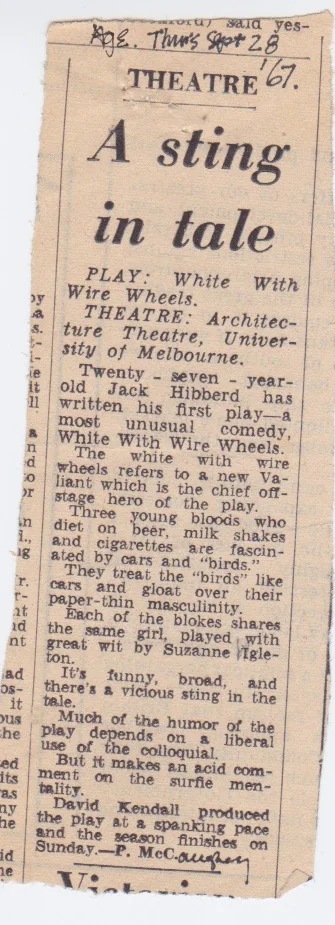 said yes-
Age. Thurs Sept 28
'67.
THEATRE
A sting
in tale
PLAY: White With
Wire Wheels.
THEATRE: Architec-
ture Theatre, Univer-
sity of Melbourne.
Twenty - seven - year-
old Jack Hibberd has
written his first play—a
most unusual comedy,
White With Wire Wheels.
The white with wire
wheels refers to a new Va-
liant which is the chief off-
stage hero of the play.
Three young bloods who
diet on beer, milk shakes
and cigarettes are fascin-
ated by cars and "birds."
They treat the "birds" like
cars and gloat over their
paper-thin masculinity.
Each of the blokes shares
the same girl, played with
great wit by Suzanne Igle-
ton.
It's funny, broad, and
there's a vicious sting in the
tale.
Much of the humor of the
play depends on a liberal
use of the colloquial.
But it makes an acid com-
ment on the surfie men-
tality.
David Kendall produced
the play at a spanking pace
and the season finishes on
Sunday.—P. McCaughey